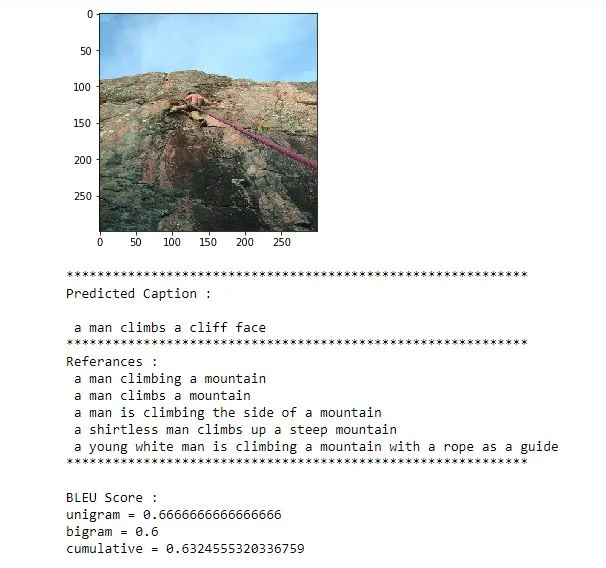 0
50
100
150
200
250
0 50 100 150 200 250
************************************************************
Predicted Caption :
a man climbs a cliff face
************************************************************
Referances :
a man climbing a mountain
a man climbs a mountain
a man is climbing the side of a mountain
a shirtless man climbs up a steep mountain
a young white man is climbing a mountain with a rope as a guide
************************************************************
BLEU Score :
unigram = 0.6666666666666666
bigram = 0.6
cumulative = 0.6324555320336759